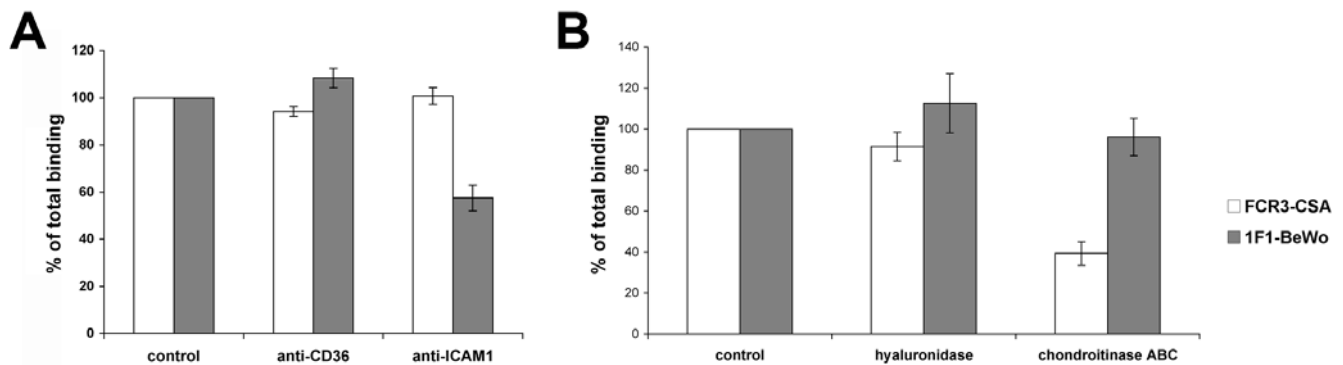 A
% of total binding
120
100
80
60
40
20
0
control anti-CD36 anti-ICAM1
B
% of total binding
140
120
100
80
60
40
20
0
control hyaluronidase chondroitinase ABC
FCR3-CSA
1F1-BeWo